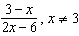 (3 − x)/(2x − 6), x ≠ 3